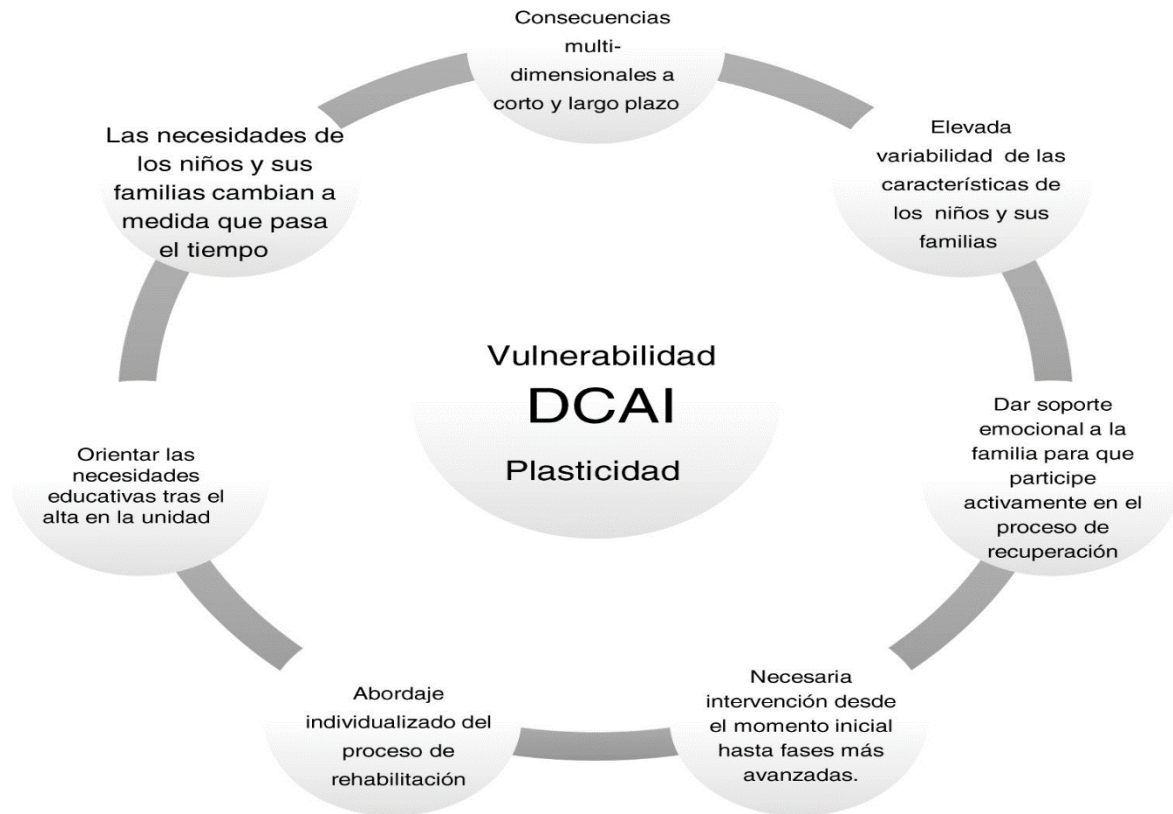 Consecuencias
multi-
dimensionales a
corto y largo plazo
Elevada
variabilidad de las
características de
los niños y sus
familias
Dar soporte
emocional a la
familia para que
participe
activamente en el
proceso de
recuperación
Necesaria
intervención desde
el momento inicial
hasta fases más
avanzadas.
Abordaje
individualizado del
proceso de
rehabilitación
Orientar las
necesidades
educativas tras el
alta en la unidad
Las necesidades de
los niños y sus
familias cambian a
medida que pasa
el tiempo
Vulnerabilidad
DCAI
Plasticidad